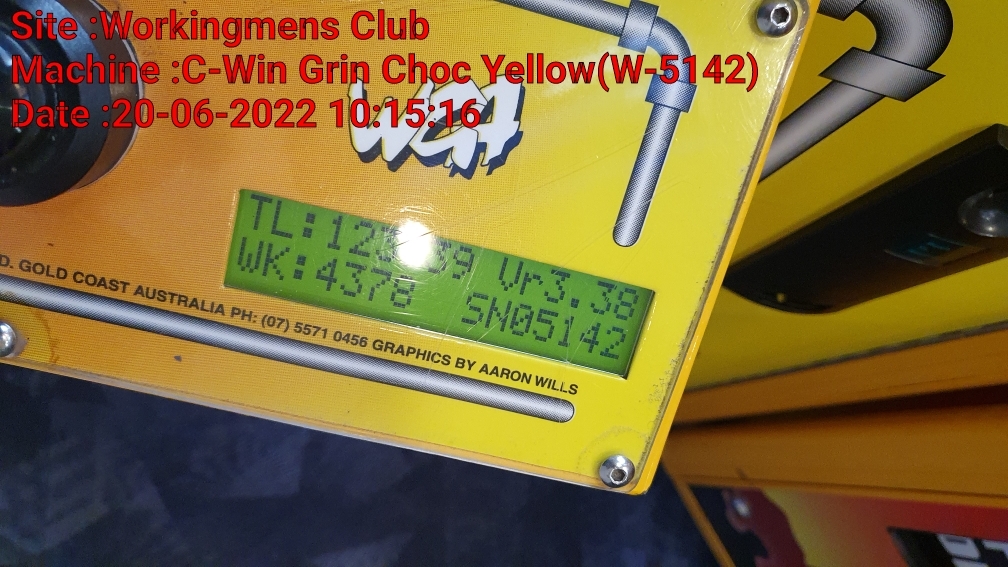 Site :Workingmens Club
Machine :C-Win Grin Choc Yellow(W-5142)
Date :20-06-2022 10:15:16
WGA
Vr3.38
WK:4378 SN05142
D. GOLD COAST AUSTRALIA PH: (07) 5571 0456 GRAPHICS BY AARON WILLS